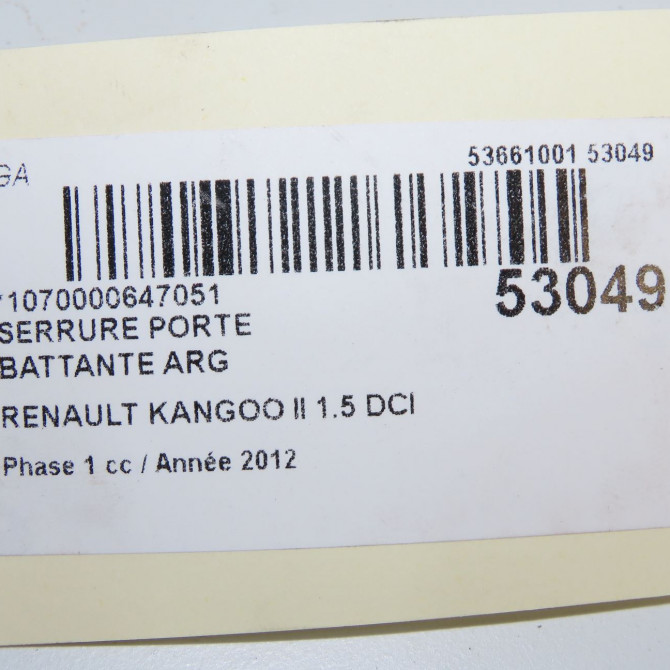 GA
53661001 53049
*1070000647051
53049
SERRURE PORTE
BATTANTE ARG
RENAULT KANGOO II 1.5 DCI
Phase 1 cc / Année 2012